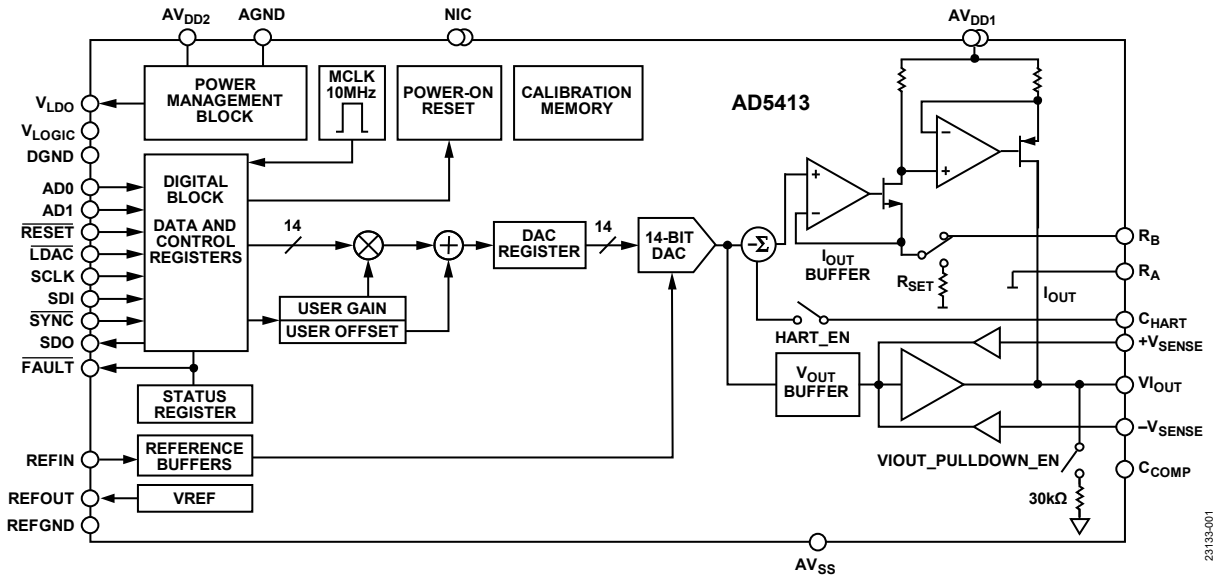 AVDD2
AGND
NIC
AVDD1
POWER
MANAGEMENT
BLOCK
MCLK
10MHz
POWER-ON
RESET
CALIBRATION
MEMORY
AD5413
VLDO
VLOGIC
DGND
AD0
AD1
RESET
LDAC
SCLK
SDI
SYNC
SDO
FAULT
DIGITAL
BLOCK
DATA AND
CONTROL
REGISTERS
14
USER GAIN
USER OFFSET
DAC
REGISTER
14
14-BIT
DAC
–Σ
+
–
IOUT
BUFFER
–
+
RSET
IOUT
HART_EN
RB
RA
CHART
+VSENSE
VIOUT
–VSENSE
CCOMP
VOUT
BUFFER
VIOUT_PULLDOWN_EN
30kΩ
STATUS
REGISTER
REFIN
REFERENCE
BUFFERS
REFOUT
VREF
REFGND
AVSS
23133-001